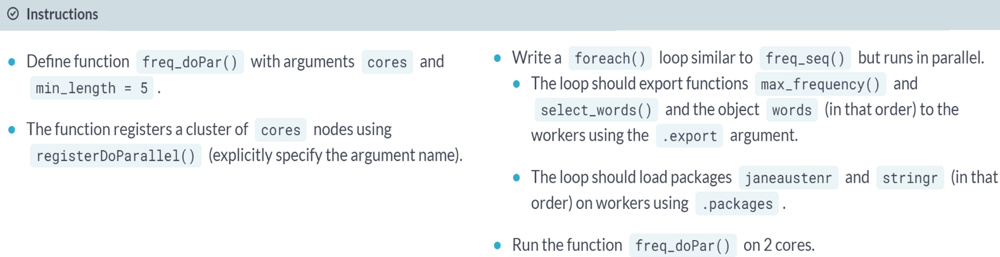 Instructions
Define function freq_doPar() with arguments cores and
min_length = 5 .
The function registers a cluster of cores nodes using
registerDoParallel() (explicitly specify the argument name).
Write a foreach() loop similar to freq_seq() but runs in parallel.
The loop should export functions max_frequency() and
select_words() and the object words (in that order) to the
workers using the .export argument.
The loop should load packages janeaustenr and stringr (in that
order) on workers using .packages .
Run the function freq_doPar() on 2 cores.